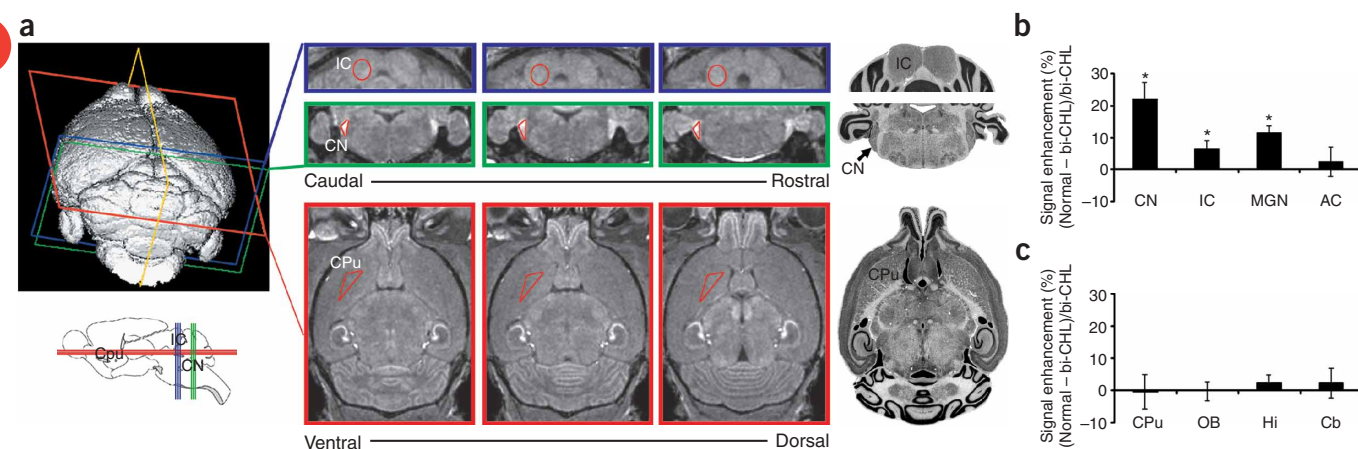 a
IC
CN
Caudal
Rostral
CPu
Ventral
Dorsal
Cpu
IC
CN
IC
CN
CPu
b
Signal enhancement (%)
(Normal – bi-CHL)/bi-CHL
30
20
10
0
–10
*
*
*
CN IC MGN AC
c
Signal enhancement (%)
(Normal – bi-CHL)/bi-CHL
30
20
10
0
–10
CPu OB Hi Cb